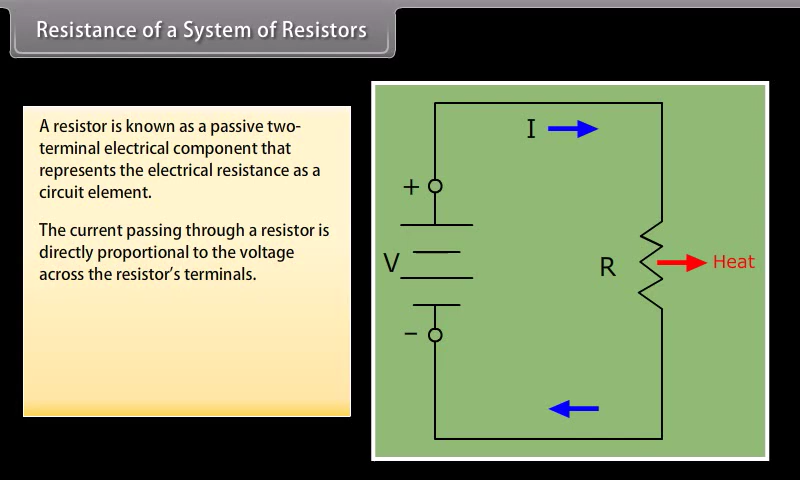 Resistance of a System of Resistors
A resistor is known as a passive two-
terminal electrical component that
represents the electrical resistance as a
circuit element.
The current passing through a resistor is
directly proportional to the voltage
across the resistor's terminals.
I
+
V
R
Heat
−